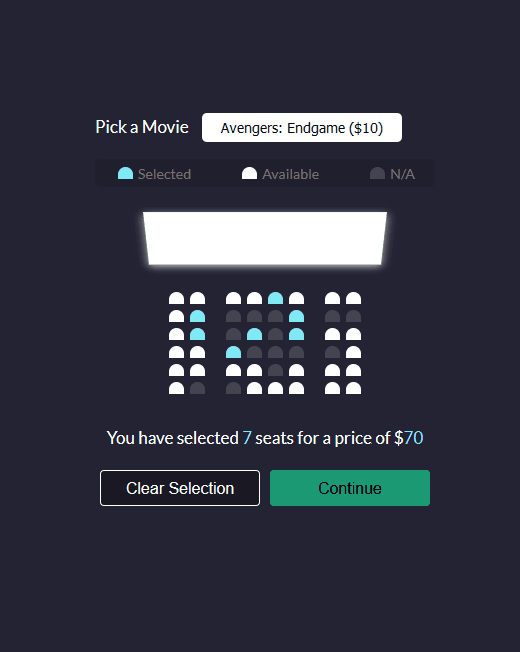 Pick a Movie Avengers: Endgame ($10)
Selected Available N/A
You have selected 7 seats for a price of $70
Clear Selection Continue